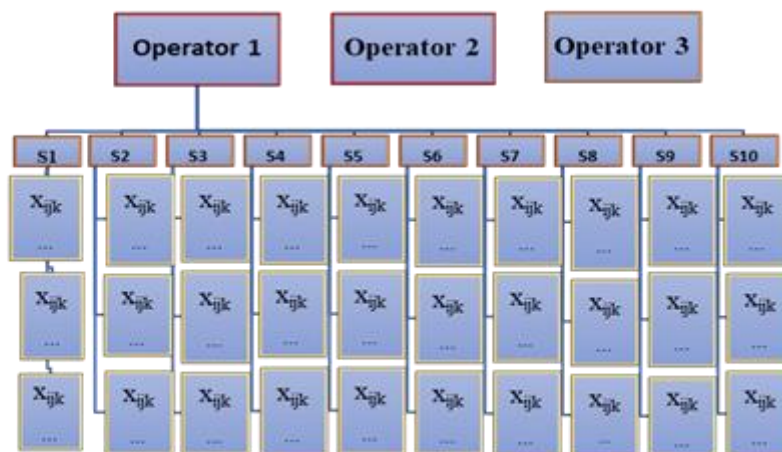 Operator 1 Operator 2 Operator 3
S1 S2 S3 S4 S5 S6 S7 S8 S9 S10
Xijk Xijk Xijk Xijk Xijk Xijk Xijk Xijk Xijk Xijk
... ... ... ... ... ... ... ... ... ...
Xijk Xijk Xijk Xijk Xijk Xijk Xijk Xijk Xijk Xijk
... ... ... ... ... ... ... ... ... ...
Xijk Xijk Xijk Xijk Xijk Xijk Xijk Xijk Xijk Xijk
... ... ... ... ... ... ... ... ... ...